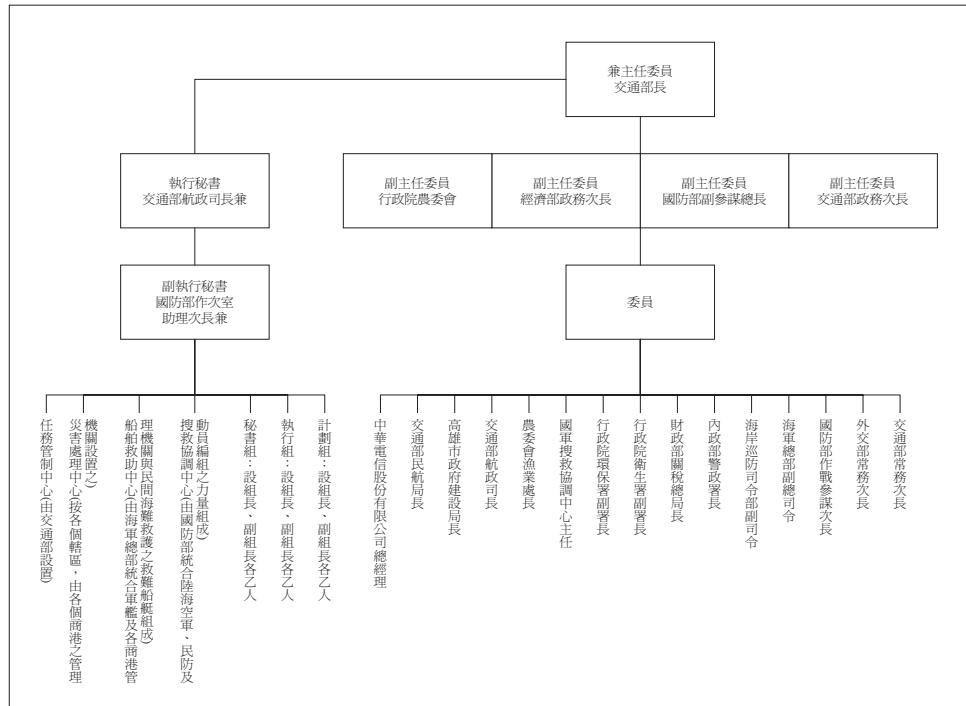 兼主任委員
交通部長
執行秘書
交通部航政司長兼
副主任委員
行政院農委會
副主任委員
經濟部政務次長
副主任委員
國防部副參謀總長
副主任委員
交通部政務次長
副執行秘書
國防部作次室
助理次長兼
委員
計劃組：設組長、副組長各乙人
執行組：設組長、副組長各乙人
秘書組：設組長、副組長各乙人
搜救協調中心(由國防部統合陸海空軍、民防及
動員編組之力量組成)
船舶救助中心(由海軍總部統合軍艦及各商港管
理機關與民間海難救護之救難船艇組成)
災害處理中心(按各個轄區，由各個商港之管理
機關設置之)
任務管制中心(由交通部設置)
交通部常務次長
外交部常務次長
國防部作戰參謀次長
海軍總部副總司令
海岸巡防司令部副司令
內政部警政署長
財政部關稅總局長
行政院衛生署副署長
行政院環保署副署長
國軍搜救協調中心主任
農委會漁業處長
交通部航政司長
高雄市政府建設局長
交通部民航局長
中華電信股份有限公司總經理